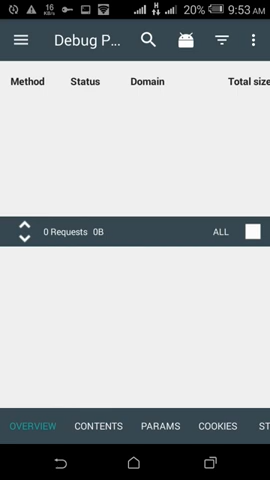 16
KB/s
H
20%
9:53 AM
Debug P...
Method Status Domain Total size
0 Requests 0B ALL
OVERVIEW CONTENTS PARAMS COOKIES ST